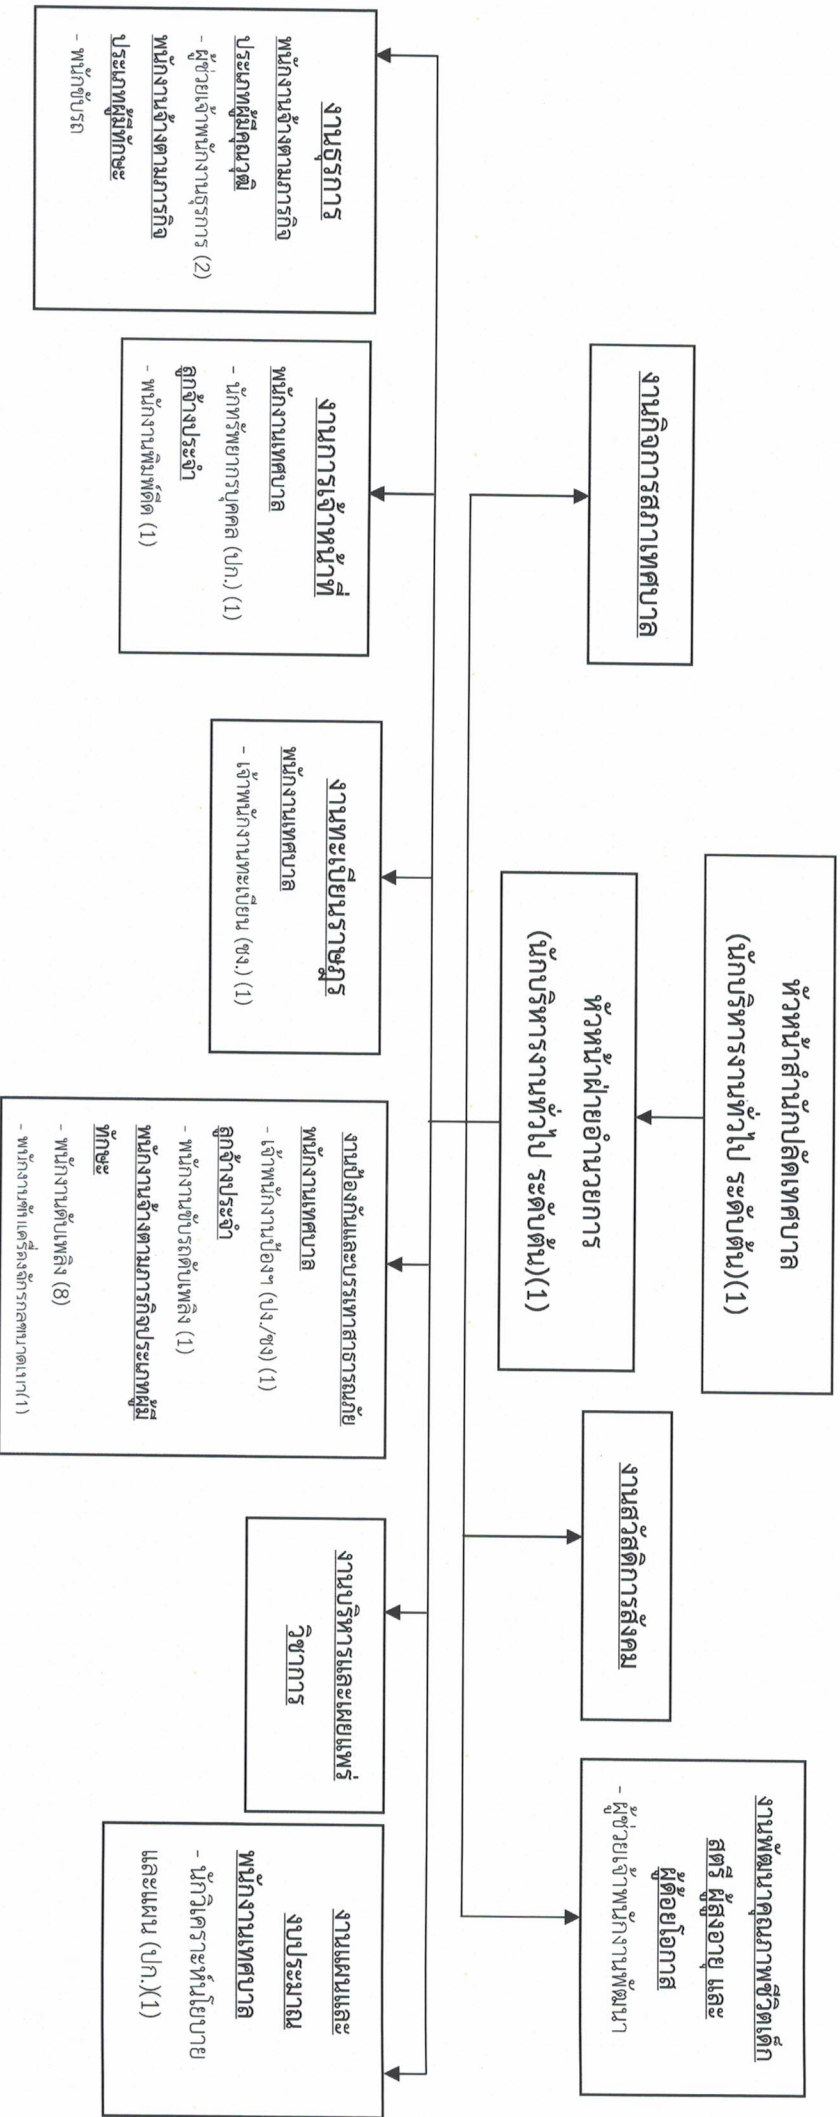 หัวหน้าสำนักปลัดเทศบาล
(นักบริหารงานทั่วไป ระดับต้น)(1)
หัวหน้าฝ่ายอำนวยการ
(นักบริหารงานทั่วไป ระดับต้น)(1)
งานกิจการสภาเทศบาล
งานสวัสดิการสังคม
งานพัฒนาคุณภาพชีวิตเด็ก
สตรี ผู้สูงอายุ และ
ผู้ด้อยโอกาส
- ผู้ช่วยเจ้าพนักงานพัฒนา
งานธุรการ
พนักงานจ้างตามภารกิจ
ประเภทผู้มีคุณวุฒิ
- ผู้ช่วยเจ้าพนักงานธุรการ (2)
พนักงานจ้างตามภารกิจ
ประเภทผู้มีทักษะ
- พนักขับรถ
งานการเจ้าหน้าที่
พนักงานเทศบาล
- นักทรัพยากรบุคคล (ปก.) (1)
ลูกจ้างประจำ
- พนักงานพิมพ์ดีด (1)
งานทะเบียนราษฎร
พนักงานเทศบาล
- เจ้าพนักงานทะเบียน (ชง.) (1)
งานป้องกันและบรรเทาสาธารณภัย
พนักงานเทศบาล
- เจ้าพนักงานป้องฯ (ปง./ชง) (1)
ลูกจ้างประจำ
- พนักงานขับรถดับเพลิง (1)
พนักงานจ้างตามภารกิจประเภทผู้มี
ทักษะ
- พนักงานดับเพลิง (8)
- พนักงานขับเครื่องจักรกลขนาดเบา(1)
งานบริหารและเผยแพร่
วิชาการ
งานแผนและ
งบประมาณ
พนักงานเทศบาล
- นักวิเคราะห์นโยบาย
และแผน (ปก.)(1)